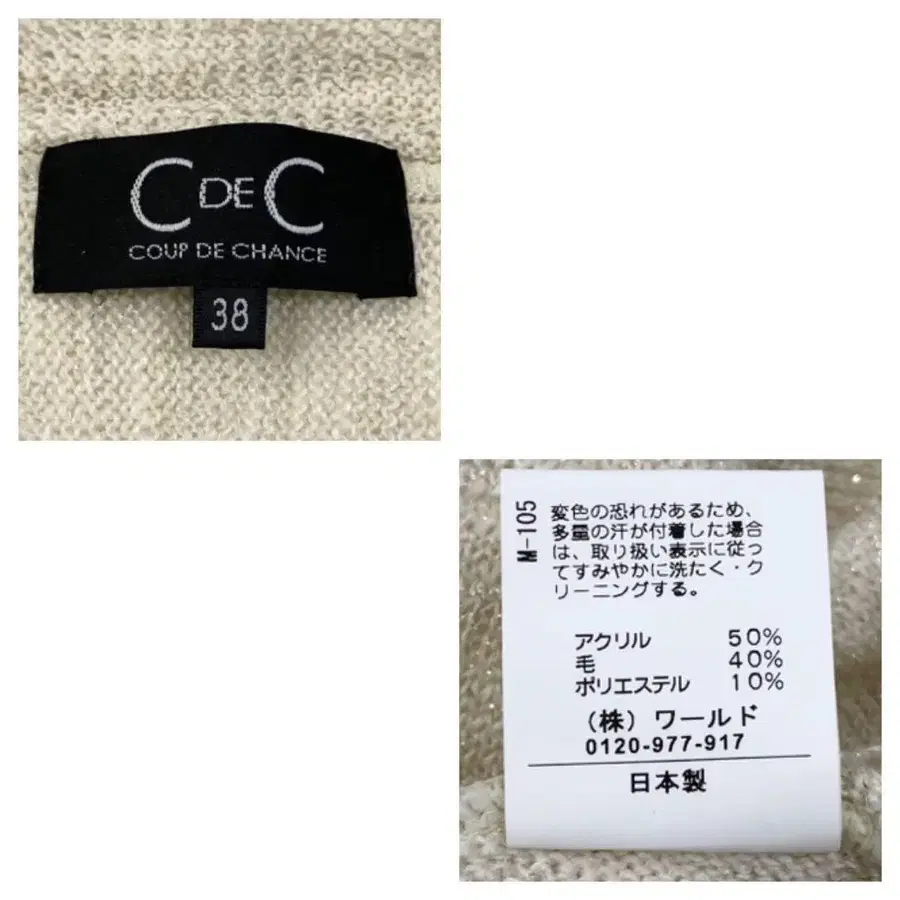 C DE C
COUP DE CHANCE
38
M-105
変色の恐れがあるため、
多量の汗が付着した場合
は、取り扱い表示に従っ
てすみやかに洗たく・ク
リーニングする。
アクリル 50%
毛 40%
ポリエステル 10%
(株) ワールド
0120-977-917
日本製